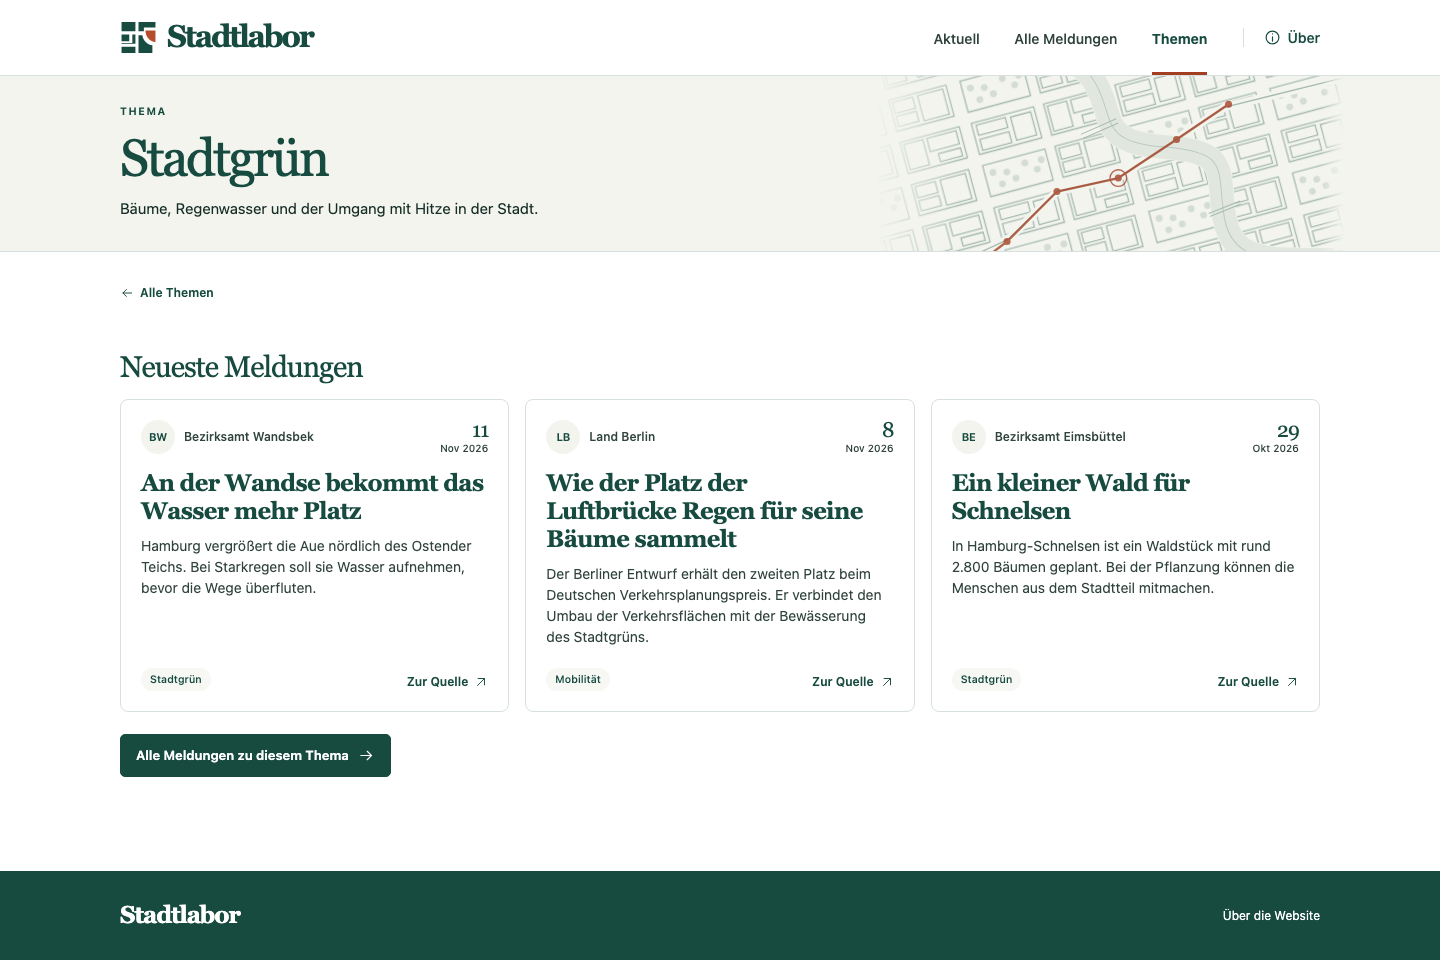 Stadtlabor
Aktuell
Alle Meldungen
Themen
Über
THEMA
Stadtgrün
Bäume, Regenwasser und der Umgang mit Hitze in der Stadt.
Alle Themen
Neueste Meldungen
BW
Bezirksamt Wandsbek
11
Nov 2026
An der Wandse bekommt das
Wasser mehr Platz
Hamburg vergrößert die Aue nördlich des Ostender
Teichs. Bei Starkregen soll sie Wasser aufnehmen,
bevor die Wege überfluten.
Stadtgrün
Zur Quelle
LB
Land Berlin
8
Nov 2026
Wie der Platz der
Luftbrücke Regen für seine
Bäume sammelt
Der Berliner Entwurf erhält den zweiten Platz beim
Deutschen Verkehrsplanungspreis. Er verbindet den
Umbau der Verkehrsflächen mit der Bewässerung
des Stadtgrüns.
Mobilität
Zur Quelle
BE
Bezirksamt Eimsbüttel
29
Okt 2026
Ein kleiner Wald für
Schnelsen
In Hamburg-Schnelsen ist ein Waldstück mit rund
2.800 Bäumen geplant. Bei der Pflanzung können die
Menschen aus dem Stadtteil mitmachen.
Stadtgrün
Zur Quelle
Alle Meldungen zu diesem Thema
Stadtlabor
Über die Website